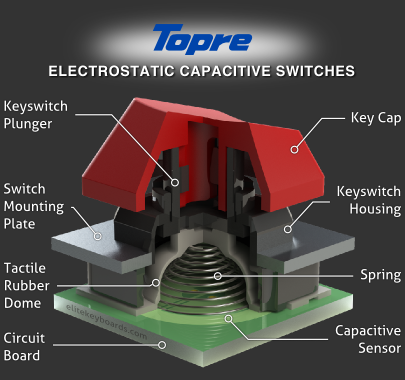 Topre
ELECTROSTATIC CAPACITIVE SWITCHES
Keyswitch
Plunger
Key Cap
Switch
Mounting
Plate
Keyswitch
Housing
Tactile
Rubber
Dome
Spring
elitekeyboards.com
Circuit
Board
Capacitive
Sensor